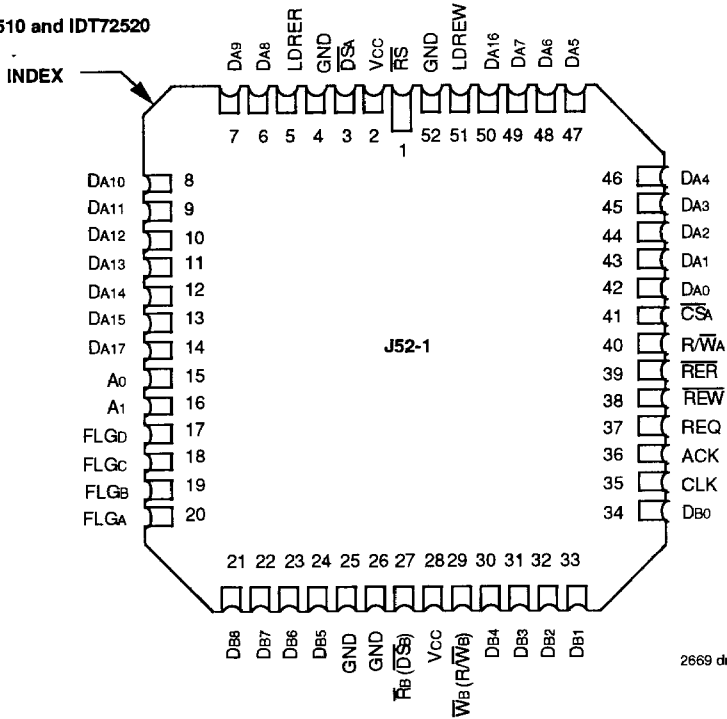 510 and IDT72520
INDEX
DA9 DA8 LDRER GND DSA VCC RS GND LDREW DA16 DA7 DA6 DA5
7 6 5 4 3 2 1 52 51 50 49 48 47
DA10 8
DA11 9
DA12 10
DA13 11
DA14 12
DA15 13
DA17 14
A0 15
A1 16
FLGD 17
FLGC 18
FLGB 19
FLGA 20
J52-1
46 DA4
45 DA3
44 DA2
43 DA1
42 DA0
41 CSA
40 R/WA
39 RER
38 REW
37 REQ
36 ACK
35 CLK
34 DB0
21 22 23 24 25 26 27 28 29 30 31 32 33
DB8 DB7 DB6 DB5 GND GND RB (DSB) VCC WB (R/WB) DB4 DB3 DB2 DB1
2669 d